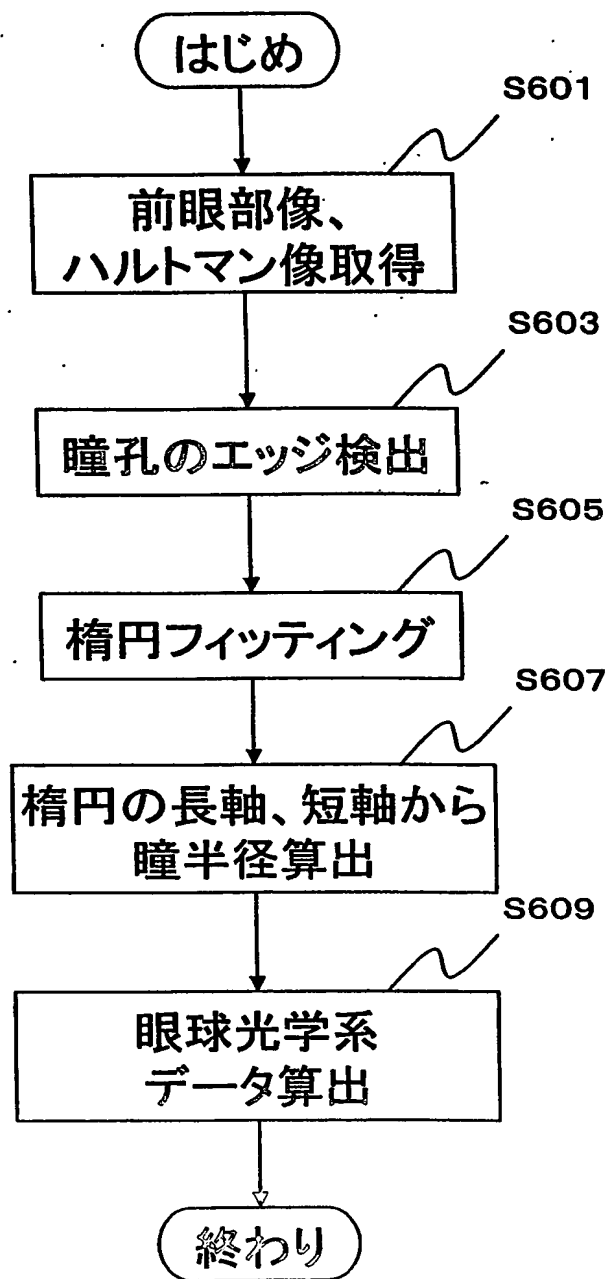 はじめ
S601
前眼部像、
ハルトマン像取得
S603
瞳孔のエッジ検出
S605
楕円フィッティング
S607
楕円の長軸、短軸から
瞳半径算出
S609
眼球光学系
データ算出
終わり